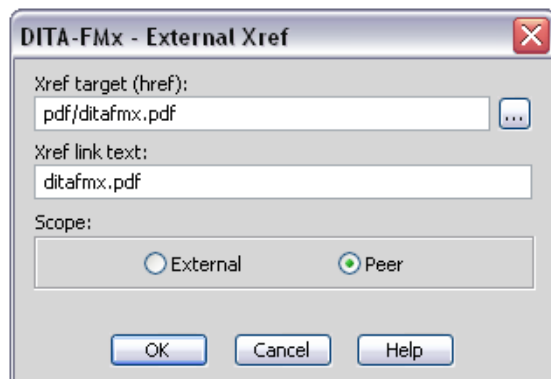 DITA-FMx - External Xref
Xref target (href):
pdf/ditafmx.pdf
...
Xref link text:
ditafmx.pdf
Scope:
External Peer
OK Cancel Help